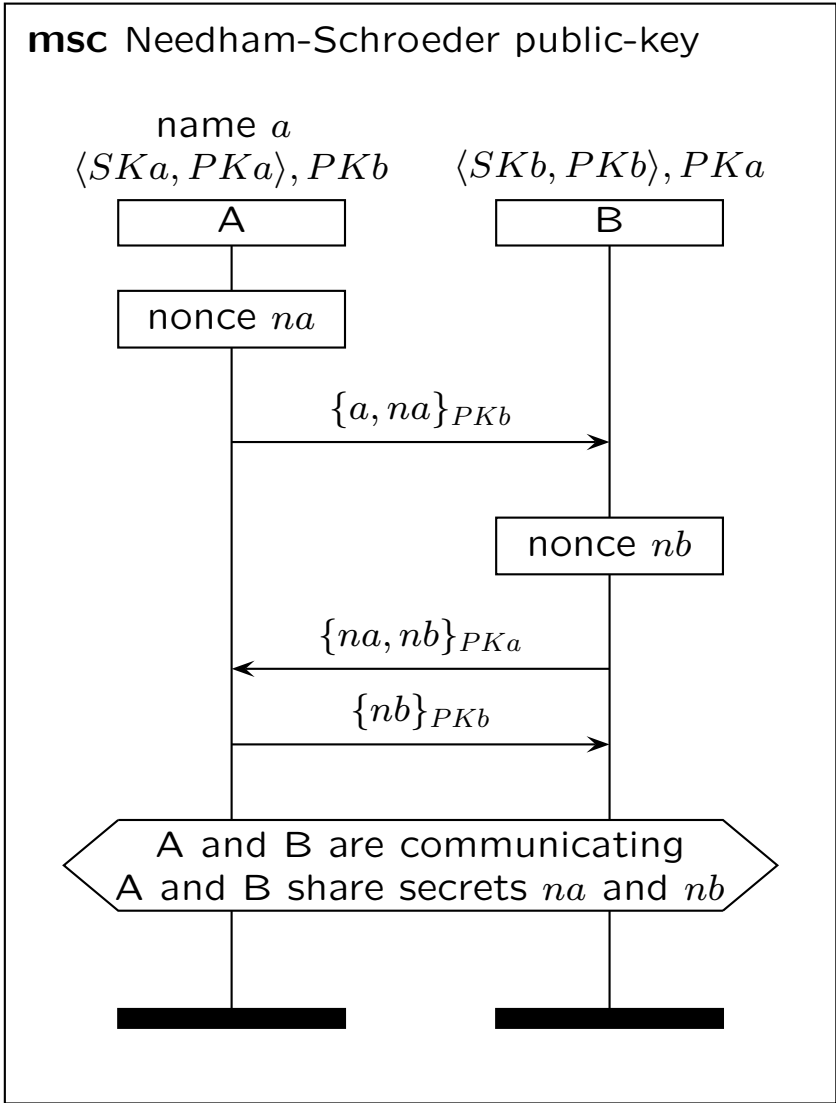 msc Needham-Schroeder public-key
name a
⟨SKa, PKa⟩, PKb
⟨SKb, PKb⟩, PKa
A
B
nonce na
{a, na}PKb
nonce nb
{na, nb}PKa
{nb}PKb
A and B are communicating
A and B share secrets na and nb